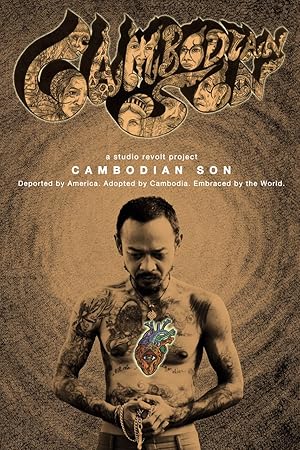 CAMBODIAN
SON
a studio revolt project
CAMBODIAN SON
Deported by America. Adopted by Cambodia. Embraced by the World.